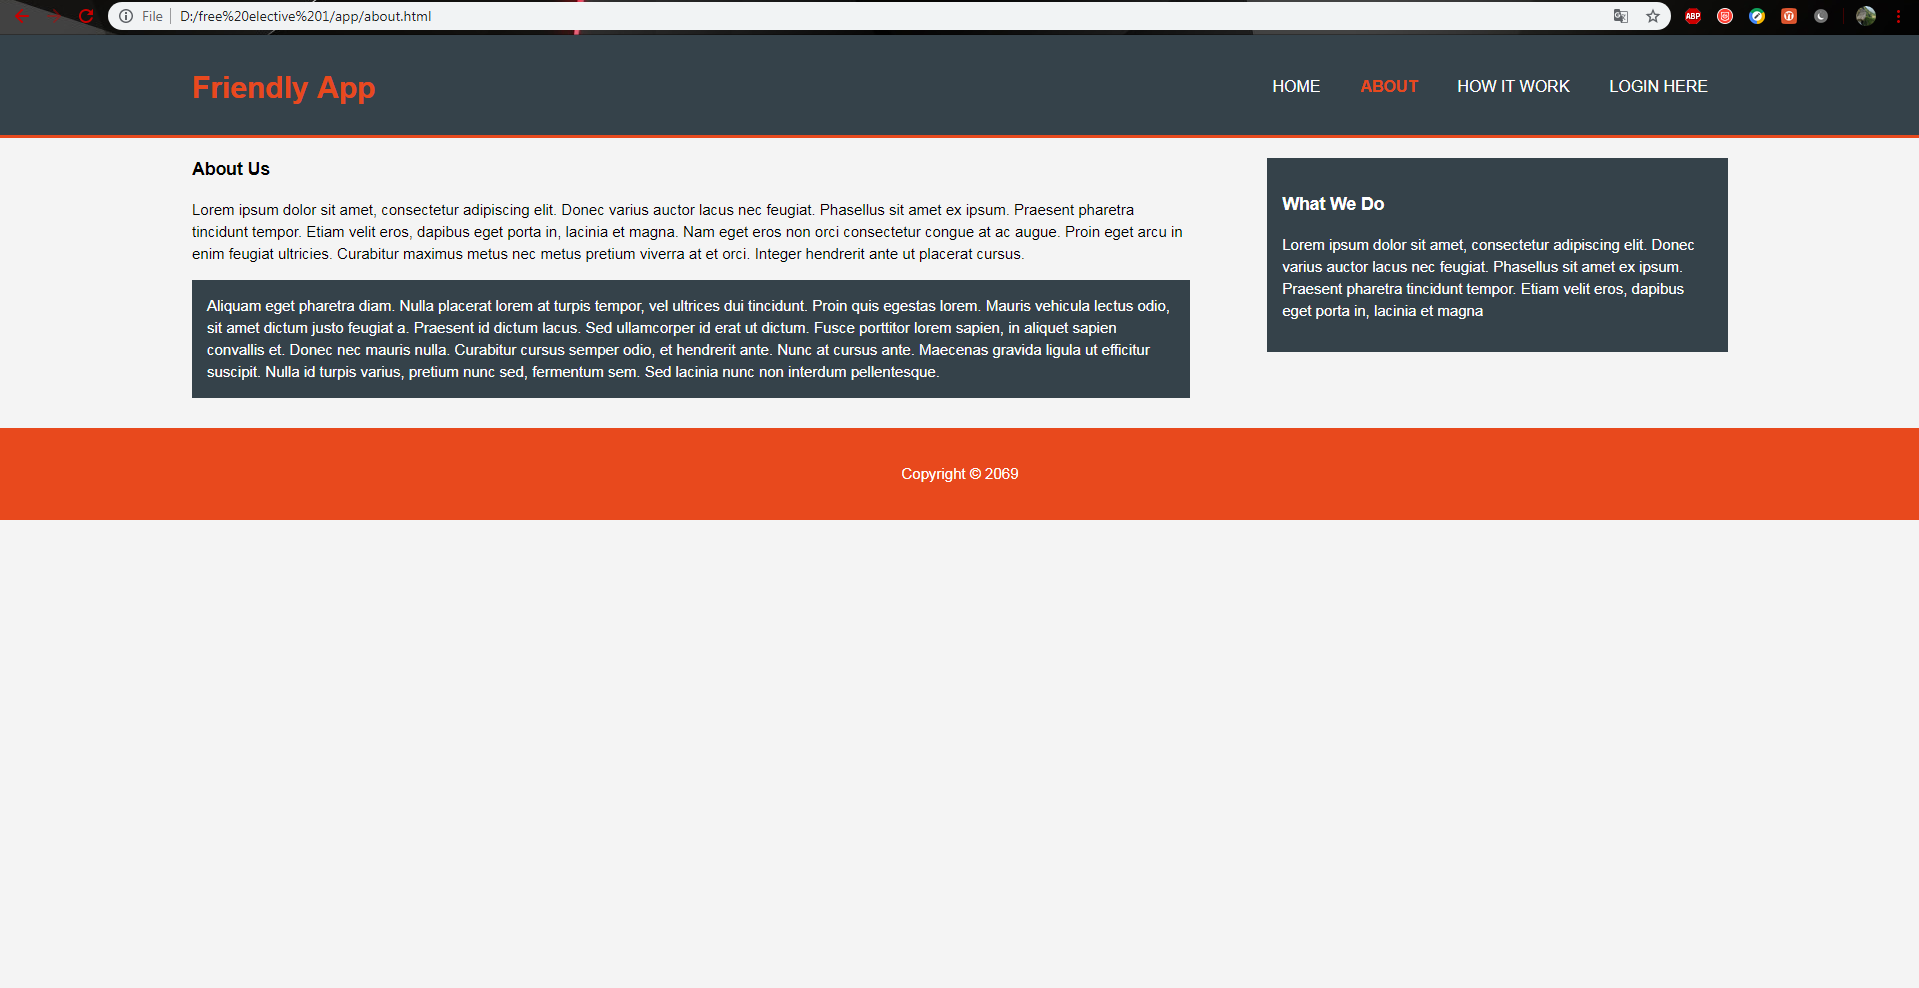 File D:/free%20elective%201/app/about.html
ABP
Friendly App
HOME ABOUT HOW IT WORK LOGIN HERE
About Us
Lorem ipsum dolor sit amet, consectetur adipiscing elit. Donec varius auctor lacus nec feugiat. Phasellus sit amet ex ipsum. Praesent pharetra
tincidunt tempor. Etiam velit eros, dapibus eget porta in, lacinia et magna. Nam eget eros non orci consectetur congue at ac augue. Proin eget arcu in
enim feugiat ultricies. Curabitur maximus metus nec metus pretium viverra at et orci. Integer hendrerit ante ut placerat cursus.
Aliquam eget pharetra diam. Nulla placerat lorem at turpis tempor, vel ultrices dui tincidunt. Proin quis egestas lorem. Mauris vehicula lectus odio,
sit amet dictum justo feugiat a. Praesent id dictum lacus. Sed ullamcorper id erat ut dictum. Fusce porttitor lorem sapien, in aliquet sapien
convallis et. Donec nec mauris nulla. Curabitur cursus semper odio, et hendrerit ante. Nunc at cursus ante. Maecenas gravida ligula ut efficitur
suscipit. Nulla id turpis varius, pretium nunc sed, fermentum sem. Sed lacinia nunc non interdum pellentesque.
What We Do
Lorem ipsum dolor sit amet, consectetur adipiscing elit. Donec
varius auctor lacus nec feugiat. Phasellus sit amet ex ipsum.
Praesent pharetra tincidunt tempor. Etiam velit eros, dapibus
eget porta in, lacinia et magna
Copyright © 2069